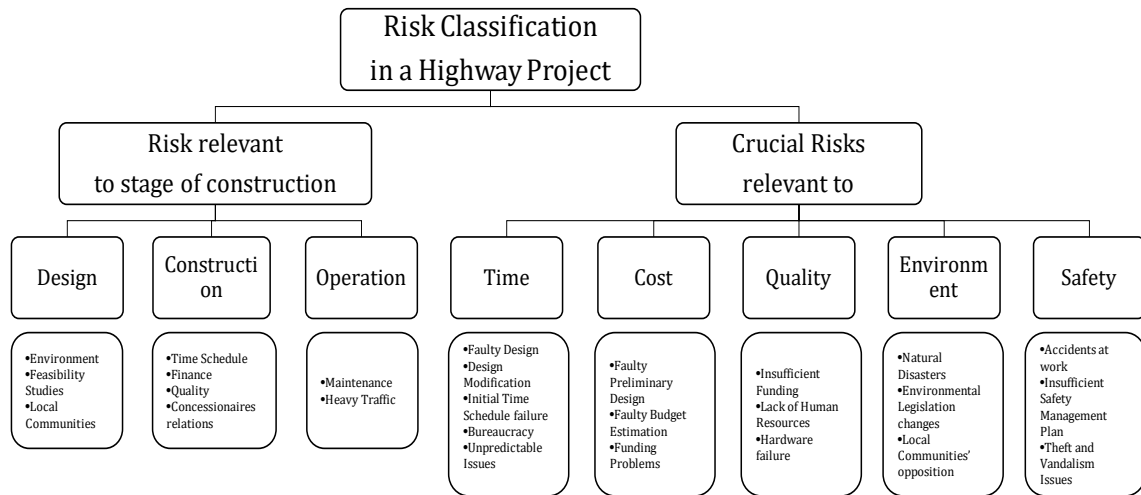 Risk Classification
in a Highway Project
Risk relevant
to stage of construction
Crucial Risks
relevant to
Design
Constructi
on
Operation
Time
Cost
Quality
Environm
ent
Safety
•Environment
•Feasibility
Studies
•Local
Communities
•Time Schedule
•Finance
•Quality
•Concessionaires
relations
•Maintenance
•Heavy Traffic
•Faulty Design
•Design
Modification
•Initial Time
Schedule failure
•Bureaucracy
•Unpredictable
Issues
•Faulty
Preliminary
Design
•Faulty Budget
Estimation
•Funding
Problems
•Insufficient
Funding
•Lack of Human
Resources
•Hardware
failure
•Natural
Disasters
•Environmental
Legislation
changes
•Local
Communities’
opposition
•Accidents at
work
•Insufficient
Safety
Management
Plan
•Theft and
Vandalism
Issues